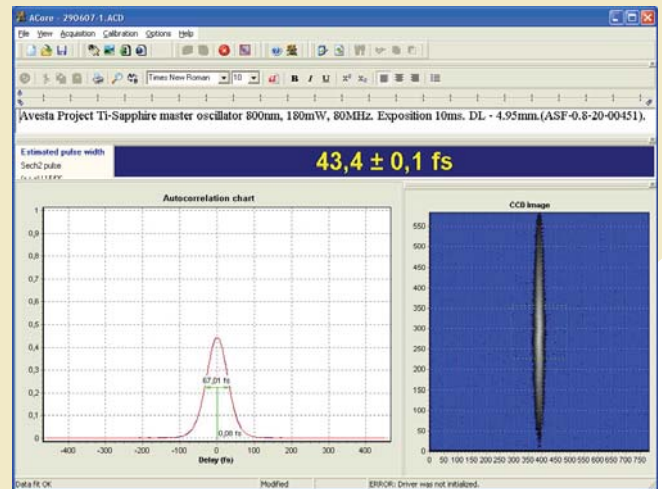 ACore - 290607-1.ACD
File View Acquisition Calibration Options Help
Times New Roman 10 B I U x² x₂
Avesta Project Ti-Sapphire master oscillator 800nm, 180mW, 80MHz. Exposition 10ms. DL - 4.95mm.(ASF-0.8-20-00451).
Estimated pulse width
Sech2 pulse
43,4 ± 0,1 fs
Autocorrelation chart
1
0,9
0,8
0,7
0,6
0,5
0,4
0,3
0,2
0,1
0
67,01 fs
0,08 fs
-400 -300 -200 -100 0 100 200 300 400
Delay (fs)
CCD image
550
500
450
400
350
300
250
200
150
100
50
0
0 50 100 150 200 250 300 350 400 450 500 550 600 650 700 750
Data fit OK Modified ERROR: Driver was not initialized.